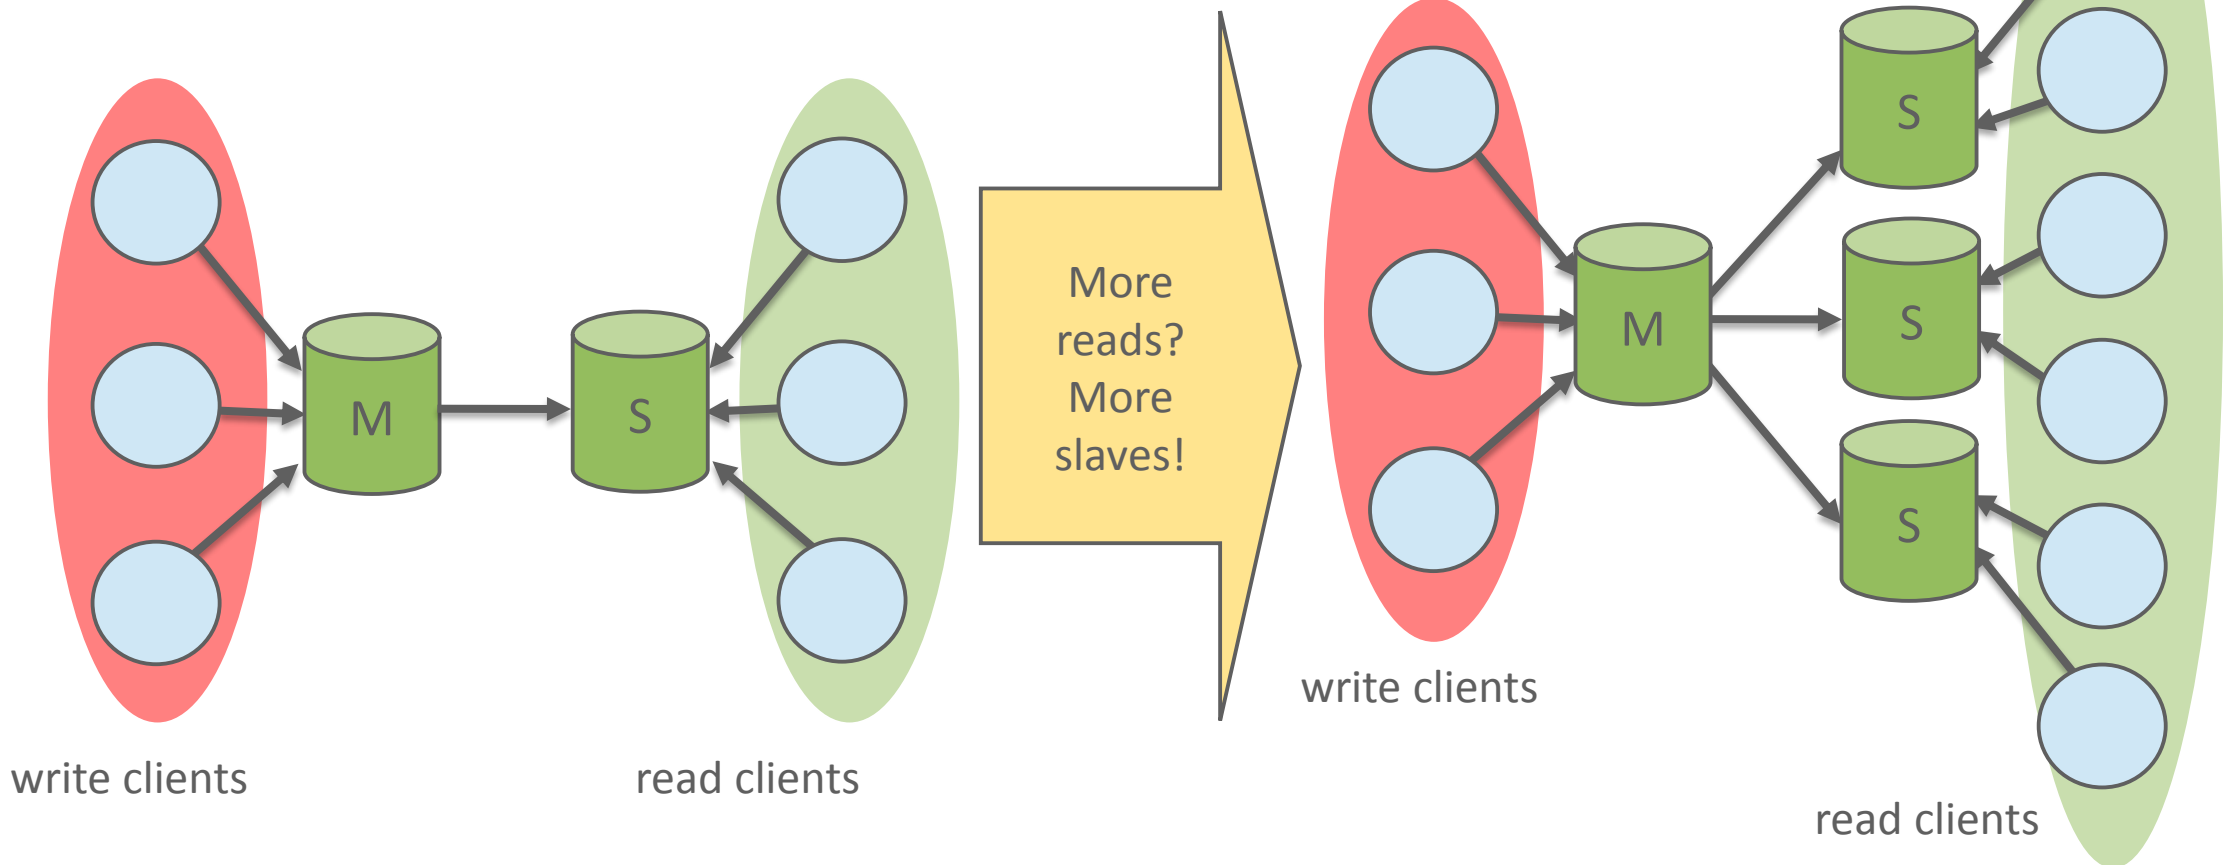 M
S
write clients
read clients
More
reads?
More
slaves!
M
S
S
S
write clients
read clients